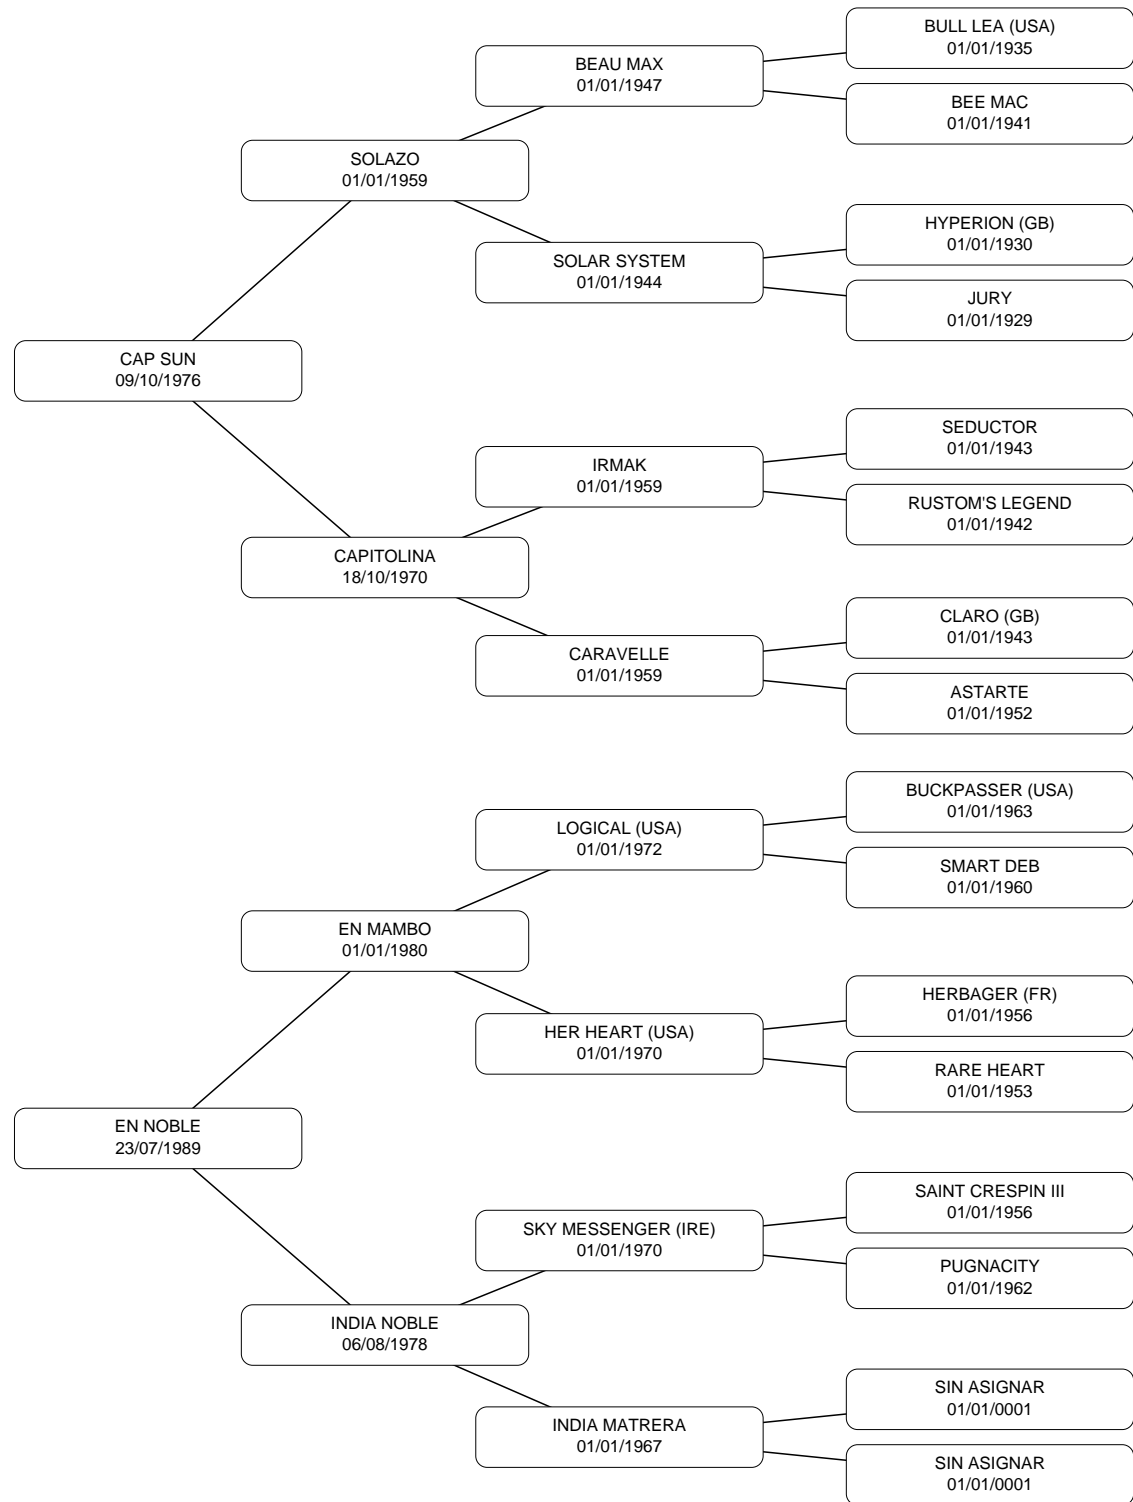 BULL LEA (USA)
01/01/1935
BEAU MAX
01/01/1947
BEE MAC
01/01/1941
SOLAZO
01/01/1959
HYPERION (GB)
01/01/1930
SOLAR SYSTEM
01/01/1944
JURY
01/01/1929
CAP SUN
09/10/1976
SEDUCTOR
01/01/1943
IRMAK
01/01/1959
RUSTOM'S LEGEND
01/01/1942
CAPITOLINA
18/10/1970
CLARO (GB)
01/01/1943
CARAVELLE
01/01/1959
ASTARTE
01/01/1952
BUCKPASSER (USA)
01/01/1963
LOGICAL (USA)
01/01/1972
SMART DEB
01/01/1960
EN MAMBO
01/01/1980
HERBAGER (FR)
01/01/1956
HER HEART (USA)
01/01/1970
RARE HEART
01/01/1953
EN NOBLE
23/07/1989
SAINT CRESPIN III
01/01/1956
SKY MESSENGER (IRE)
01/01/1970
PUGNACITY
01/01/1962
INDIA NOBLE
06/08/1978
SIN ASIGNAR
01/01/0001
INDIA MATRERA
01/01/1967
SIN ASIGNAR
01/01/0001